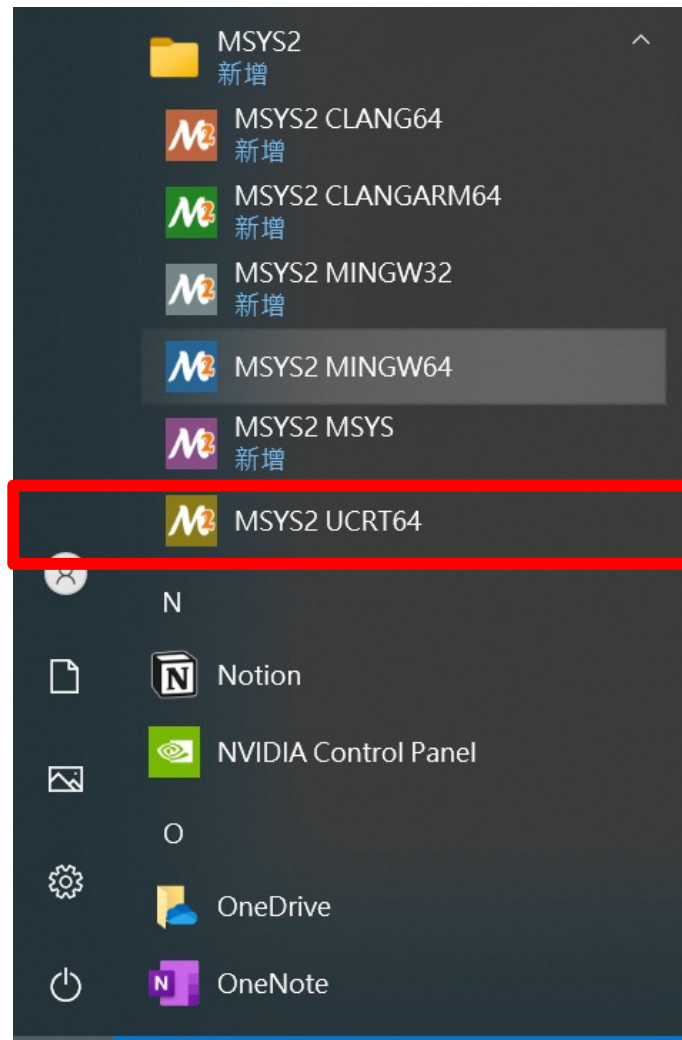 MSYS2
新增
MSYS2 CLANG64
新增
MSYS2 CLANGARM64
新增
MSYS2 MINGW32
新增
MSYS2 MINGW64
MSYS2 MSYS
新增
MSYS2 UCRT64
N
Notion
NVIDIA Control Panel
O
OneDrive
OneNote